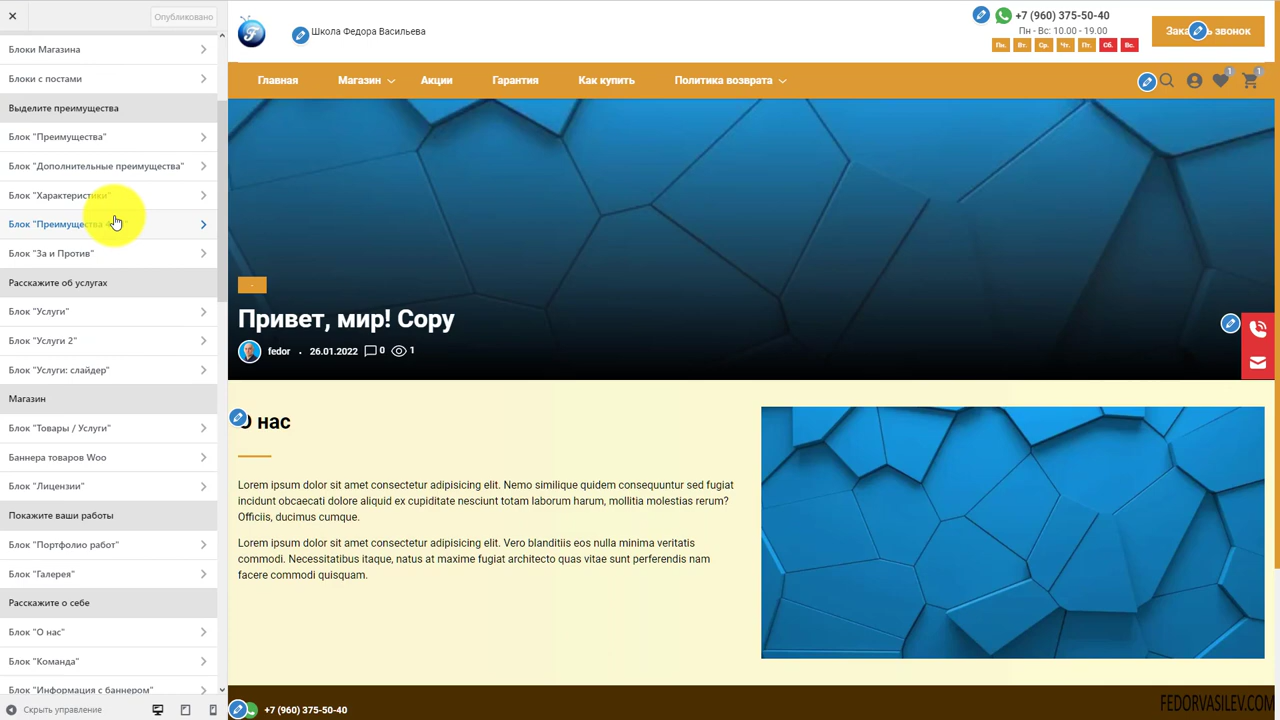 Опубликовано
Блоки Магазина
Блоки с постами
Выделите преимущества
Блок "Преимущества"
Блок "Дополнительные преимущества"
Блок "Характеристики"
Блок "Преимущества
Блок "За и Против"
Расскажите об услугах
Блок "Услуги"
Блок "Услуги 2"
Блок "Услуги: слайдер"
Магазин
Блок "Товары / Услуги"
Баннера товаров Woo
Блок "Лицензии"
Покажите ваши работы
Блок "Портфолио работ"
Блок "Галерея"
Расскажите о себе
Блок "О нас"
Блок "Команда"
Блок "Информация с баннером"
Скрыть управление
Школа Федора Васильева
+7 (960) 375-50-40
Пн - Вс: 10.00 - 19.00
Пн. Вт. Ср. Чт. Пт. Сб. Вс.
звонок
Главная Магазин Акции Гарантия Как купить Политика возврата 1 1
Привет, мир! Copy
fedor . 26.01.2022 0 1
О нас
Lorem ipsum dolor sit amet consectetur adipisicing elit. Nemo similique quidem consequuntur sed fugiat
incidunt obcaecati dolore aliquid ex cupiditate nesciunt totam laborum harum, mollitia molestias rerum?
Officiis, ducimus cumque.
Lorem ipsum dolor sit amet consectetur adipisicing elit. Vero blanditiis eos nulla minima veritatis
commodi. Necessitatibus itaque, natus at maxime fugiat architecto quas vitae sunt perferendis nam
facere commodi quisquam.
+7 (960) 375-50-40
FEDORVASILEV.COM